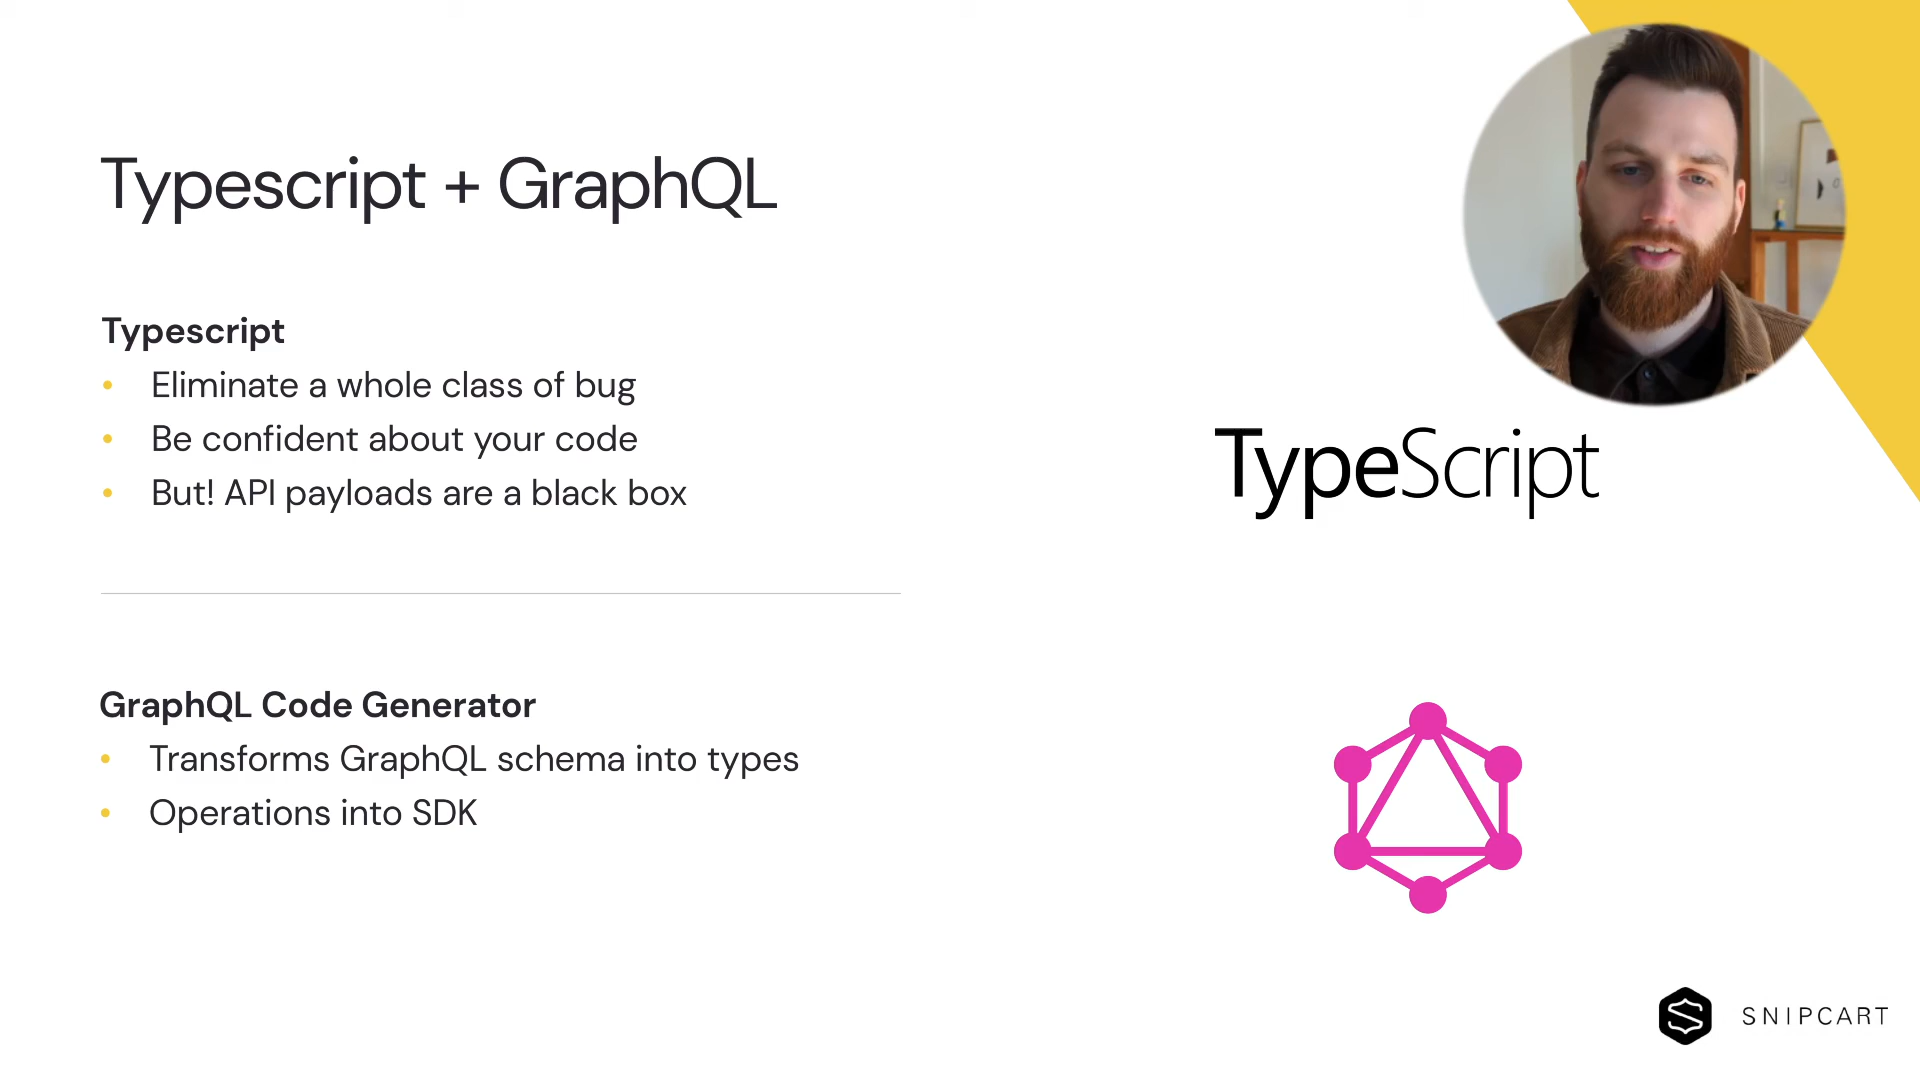 Typescript + GraphQL
Typescript
• Eliminate a whole class of bug
• Be confident about your code
• But! API payloads are a black box
TypeScript
GraphQL Code Generator
• Transforms GraphQL schema into types
• Operations into SDK
SNIPCART